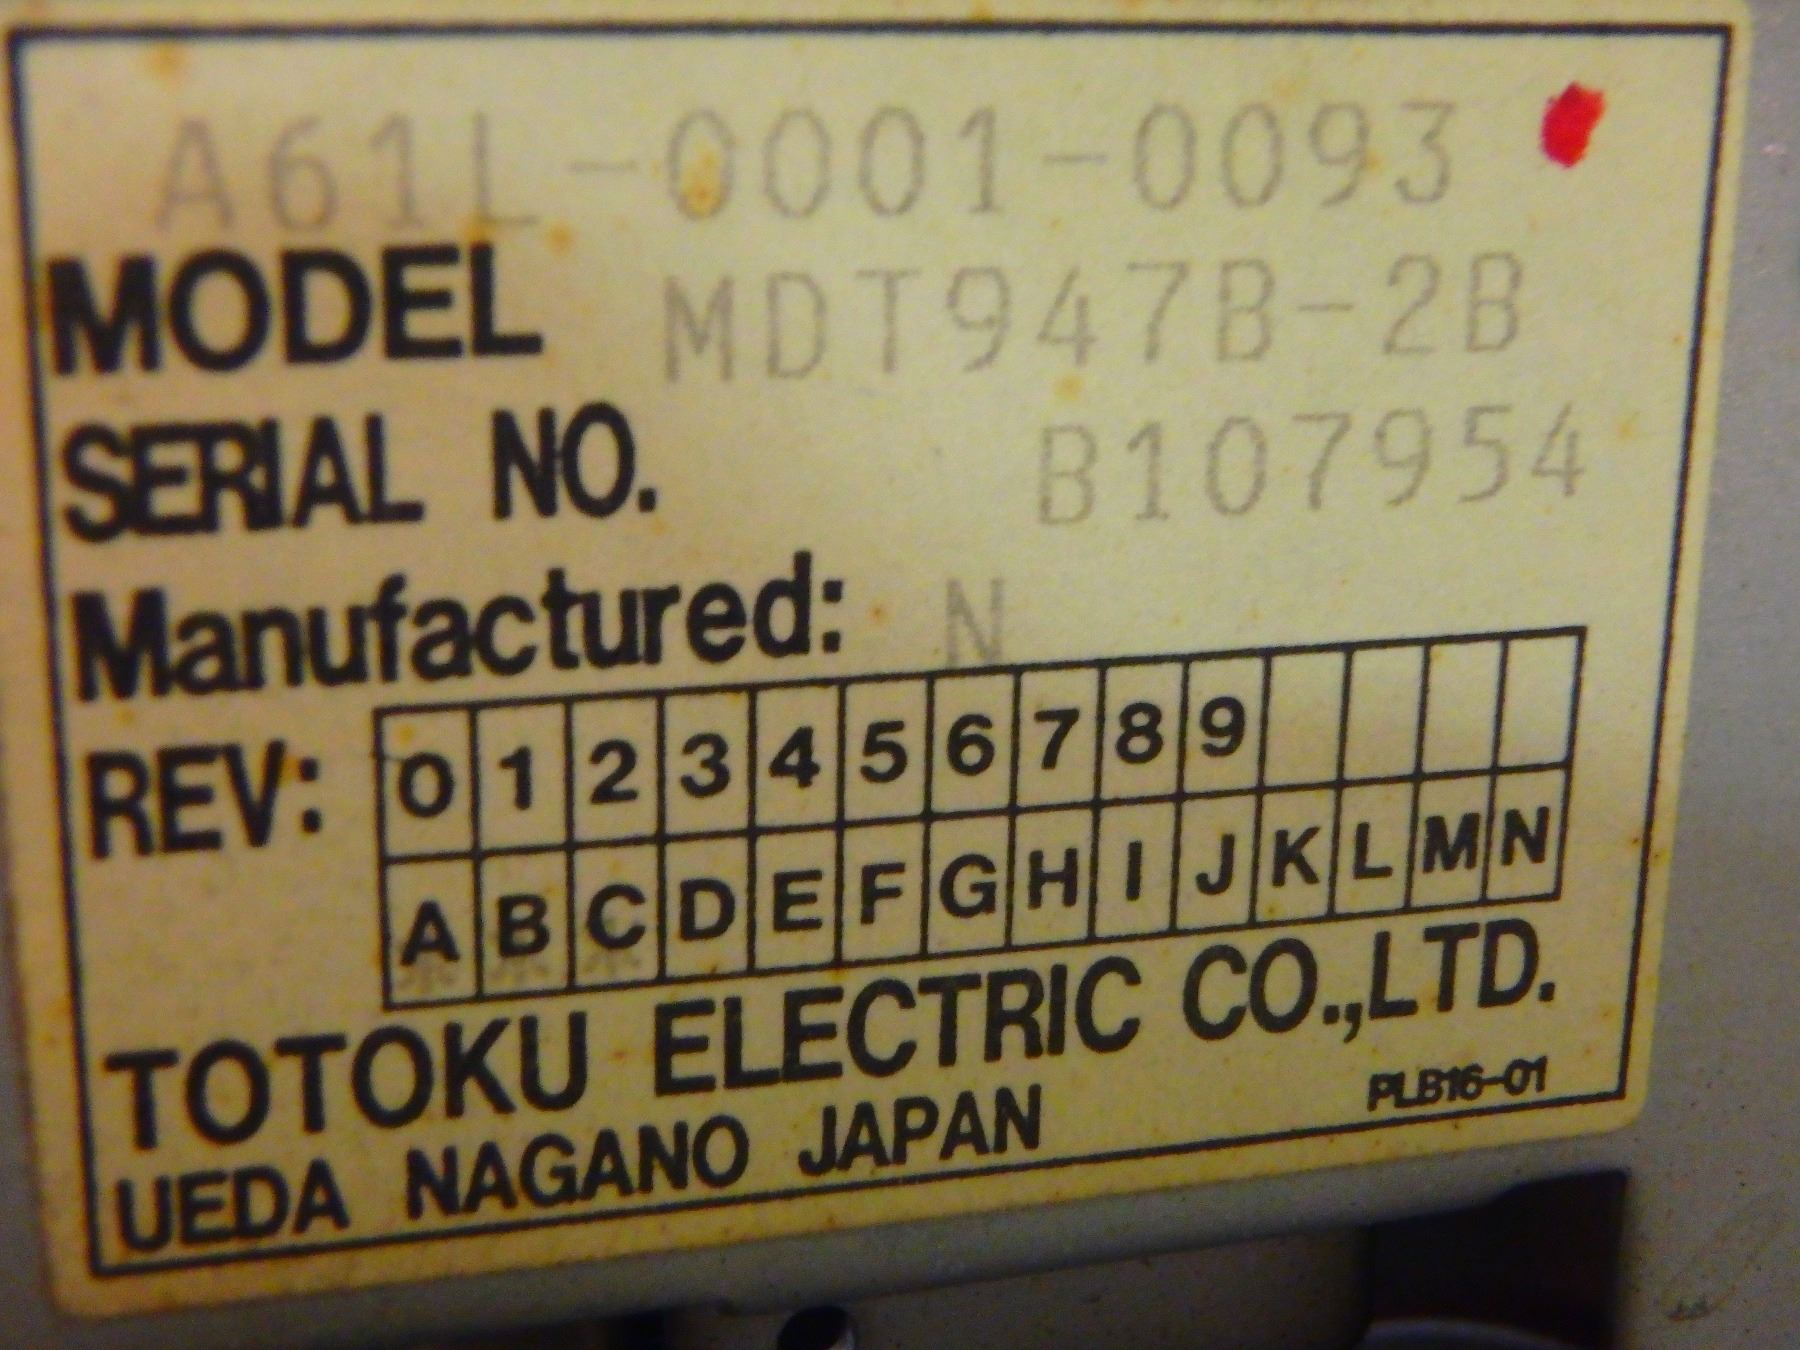 A61L-0001-0093
MODEL MDT947B-2B
SERIAL NO. B107954
Manufactured: N
REV: 0 1 2 3 4 5 6 7 8 9
A B C D E F G H I J K L M N
※ ※ ※
TOTOKU ELECTRIC CO.,LTD.
UEDA NAGANO JAPAN PLB16-01